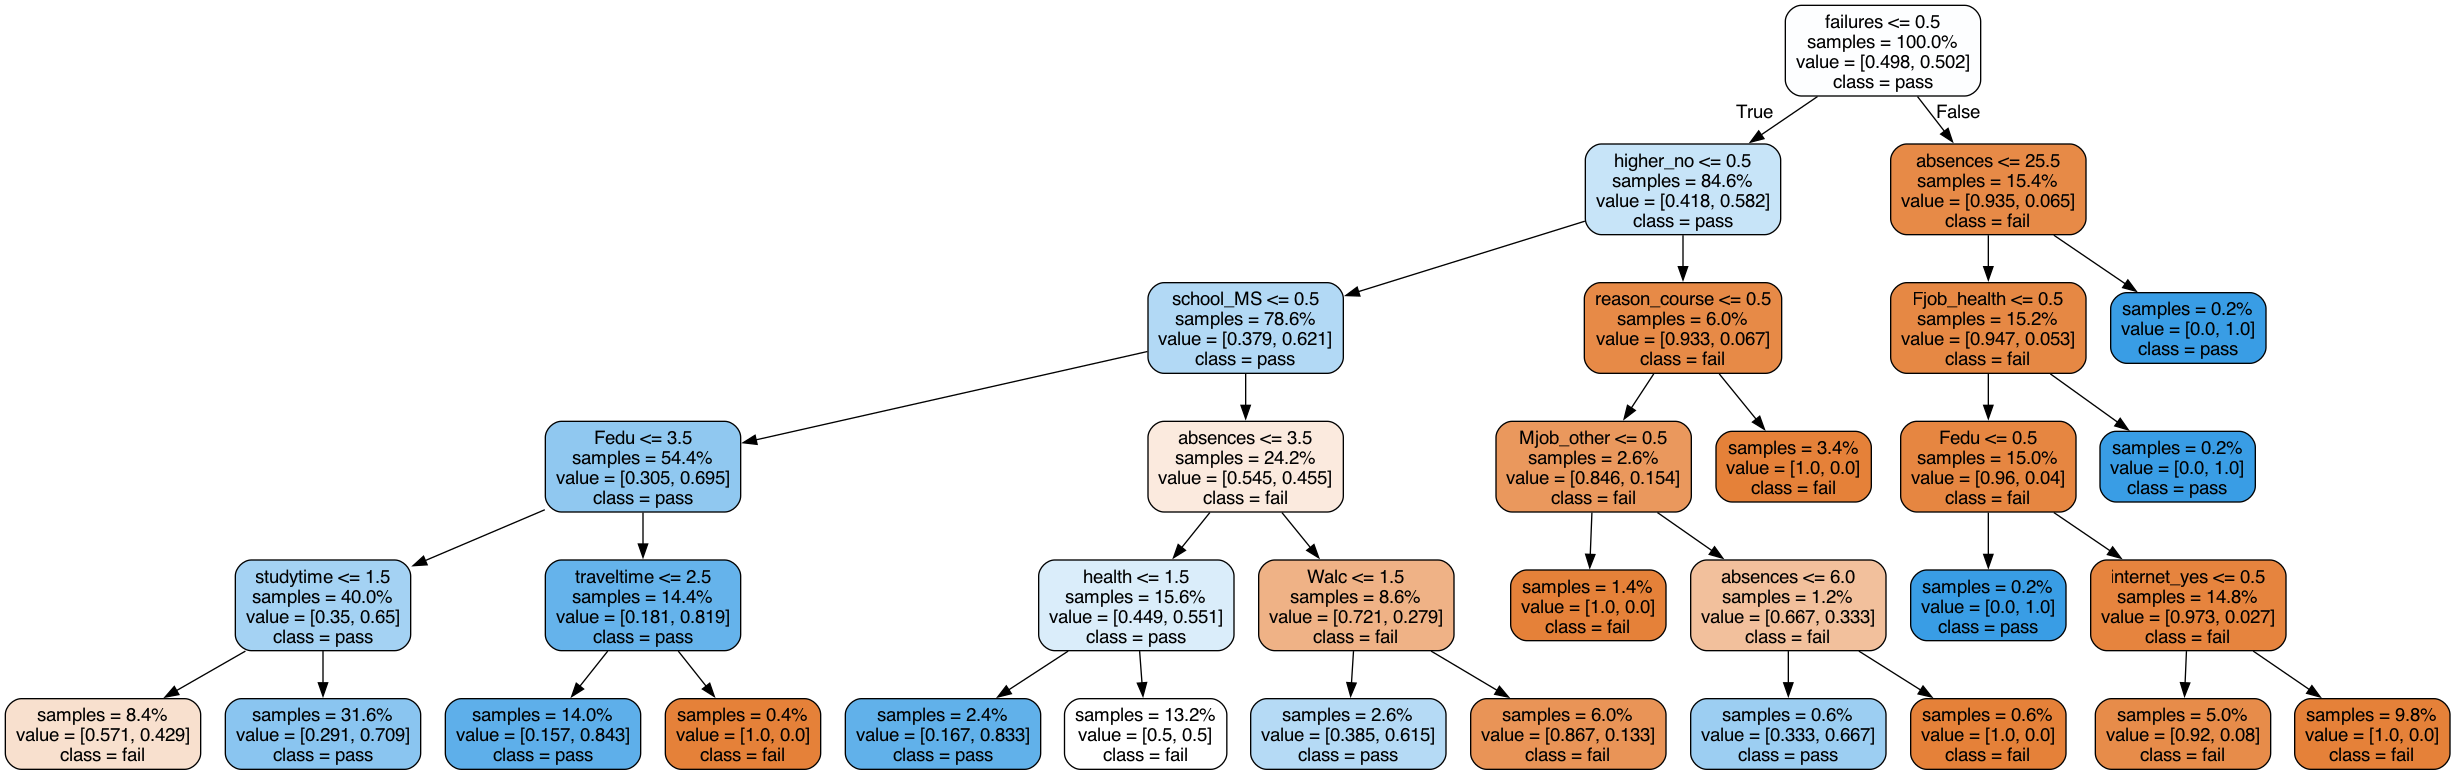 failures <= 0.5
samples = 100.0%
value = [0.498, 0.502]
class = pass
True
False
higher_no <= 0.5
samples = 84.6%
value = [0.418, 0.582]
class = pass
absences <= 25.5
samples = 15.4%
value = [0.935, 0.065]
class = fail
school_MS <= 0.5
samples = 78.6%
value = [0.379, 0.621]
class = pass
reason_course <= 0.5
samples = 6.0%
value = [0.933, 0.067]
class = fail
Fjob_health <= 0.5
samples = 15.2%
value = [0.947, 0.053]
class = fail
samples = 0.2%
value = [0.0, 1.0]
class = pass
Fedu <= 3.5
samples = 54.4%
value = [0.305, 0.695]
class = pass
absences <= 3.5
samples = 24.2%
value = [0.545, 0.455]
class = fail
Mjob_other <= 0.5
samples = 2.6%
value = [0.846, 0.154]
class = fail
samples = 3.4%
value = [1.0, 0.0]
class = fail
Fedu <= 0.5
samples = 15.0%
value = [0.96, 0.04]
class = fail
samples = 0.2%
value = [0.0, 1.0]
class = pass
studytime <= 1.5
samples = 40.0%
value = [0.35, 0.65]
class = pass
traveltime <= 2.5
samples = 14.4%
value = [0.181, 0.819]
class = pass
health <= 1.5
samples = 15.6%
value = [0.449, 0.551]
class = pass
Walc <= 1.5
samples = 8.6%
value = [0.721, 0.279]
class = fail
samples = 1.4%
value = [1.0, 0.0]
class = fail
absences <= 6.0
samples = 1.2%
value = [0.667, 0.333]
class = fail
samples = 0.2%
value = [0.0, 1.0]
class = pass
internet_yes <= 0.5
samples = 14.8%
value = [0.973, 0.027]
class = fail
samples = 8.4%
value = [0.571, 0.429]
class = fail
samples = 31.6%
value = [0.291, 0.709]
class = pass
samples = 14.0%
value = [0.157, 0.843]
class = pass
samples = 0.4%
value = [1.0, 0.0]
class = fail
samples = 2.4%
value = [0.167, 0.833]
class = pass
samples = 13.2%
value = [0.5, 0.5]
class = fail
samples = 2.6%
value = [0.385, 0.615]
class = pass
samples = 6.0%
value = [0.867, 0.133]
class = fail
samples = 0.6%
value = [0.333, 0.667]
class = pass
samples = 0.6%
value = [1.0, 0.0]
class = fail
samples = 5.0%
value = [0.92, 0.08]
class = fail
samples = 9.8%
value = [1.0, 0.0]
class = fail